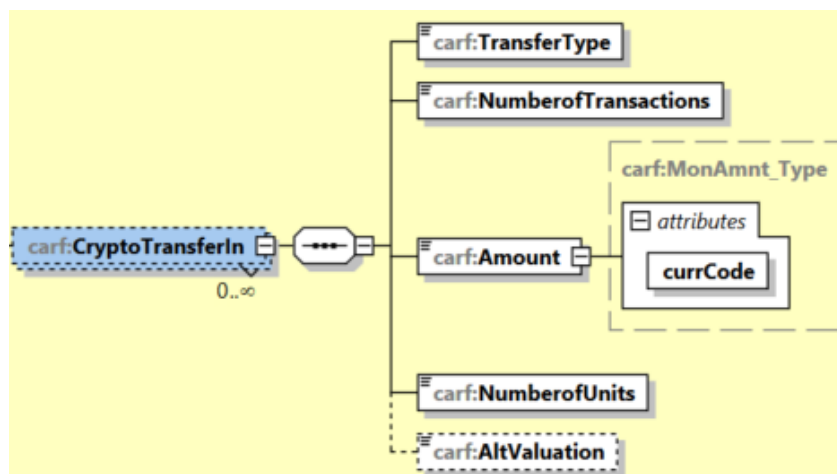 carf:TransferType
carf:NumberofTransactions
carf:MonAmnt_Type
attributes
carf:CryptoTransferIn
carf:Amount
currCode
0..∞
carf:NumberofUnits
carf:AltValuation